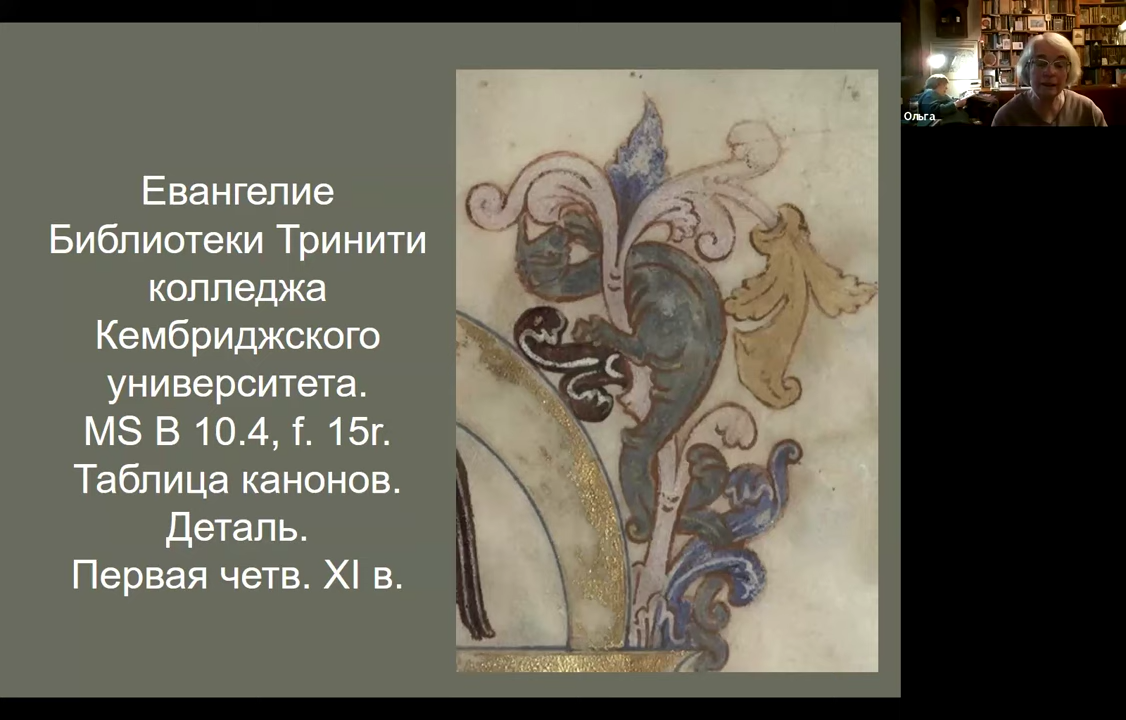 Евангелие
Библиотеки Тринити
колледжа
Кембриджского
университета.
MS B 10.4, f. 15r.
Таблица канонов.
Деталь.
Первая четв. XI в.
Ольга